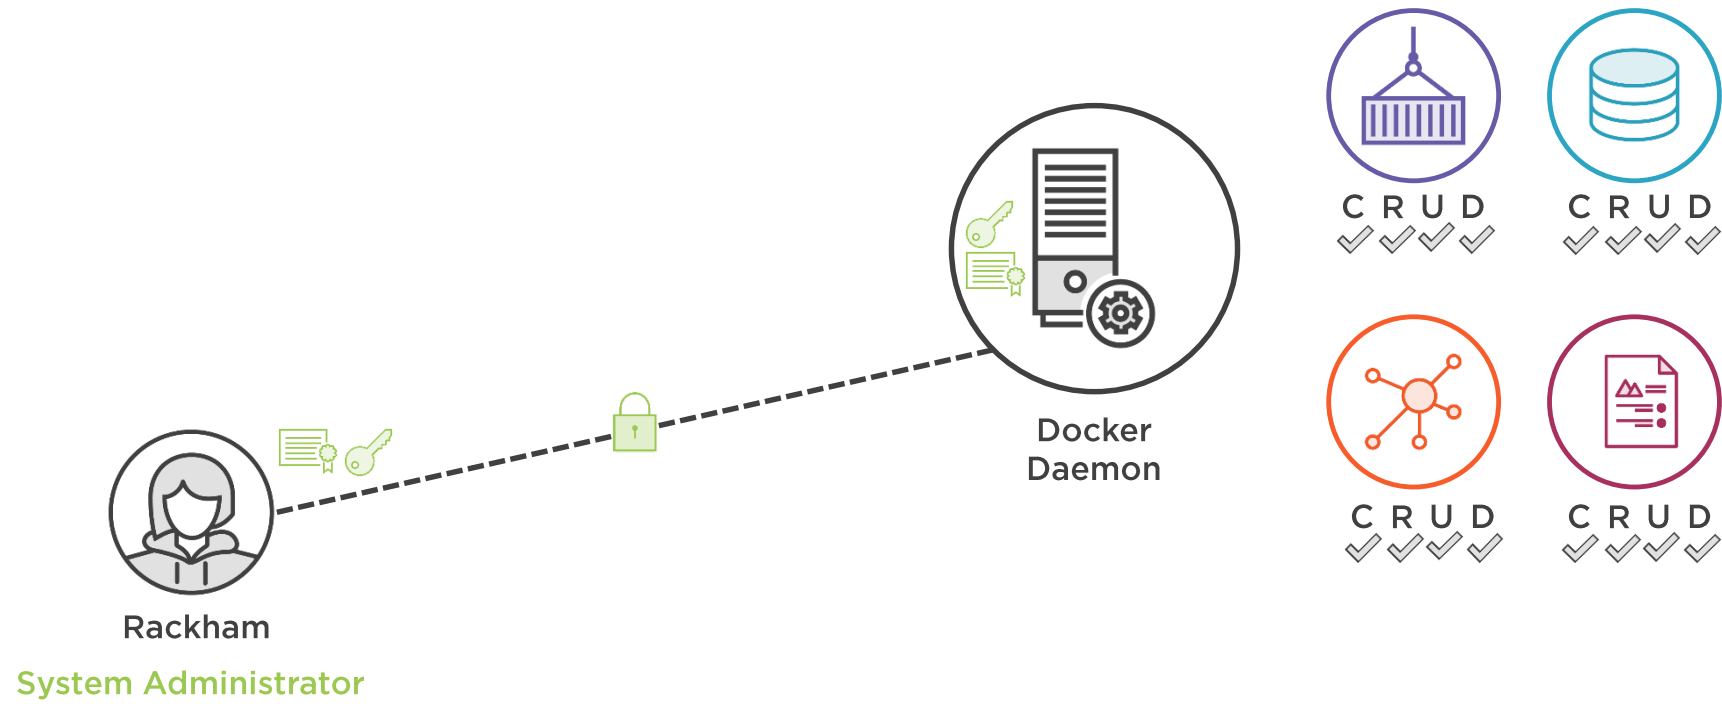 C R U D
C R U D
Docker
Daemon
C R U D
C R U D
Rackham
System Administrator